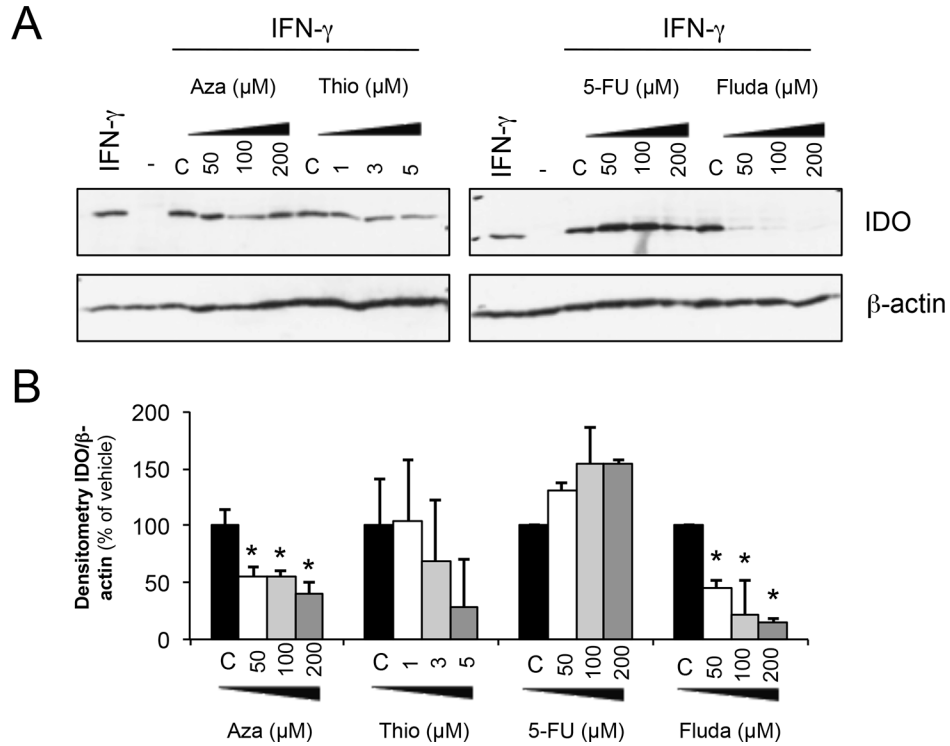 A
IFN-γ IFN-γ
Aza (µM) Thio (µM) 5-FU (µM) Fluda (µM)
IFN-γ - C 50 100 200 C 1 3 5 IFN-γ - C 50 100 200 C 50 100 200
IDO
β-actin
B
Densitometry IDO/β-
actin (% of vehicle)
200
150
100
50
0
* * * * * *
C 50 100 200 C 1 3 5 C 50 100 200 C 50 100 200
Aza (µM) Thio (µM) 5-FU (µM) Fluda (µM)